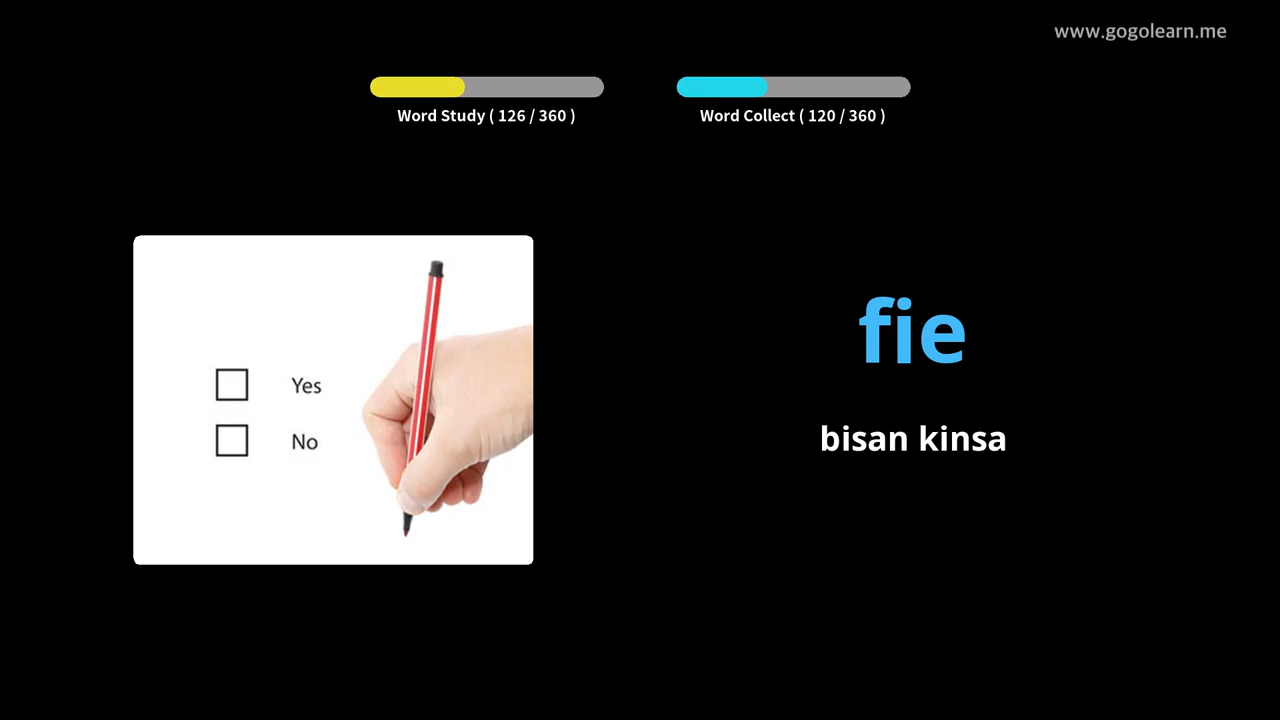 www.gogolearn.me
Word Study ( 126 / 360 )
Word Collect ( 120 / 360 )
Yes
No
fie
bisan kinsa